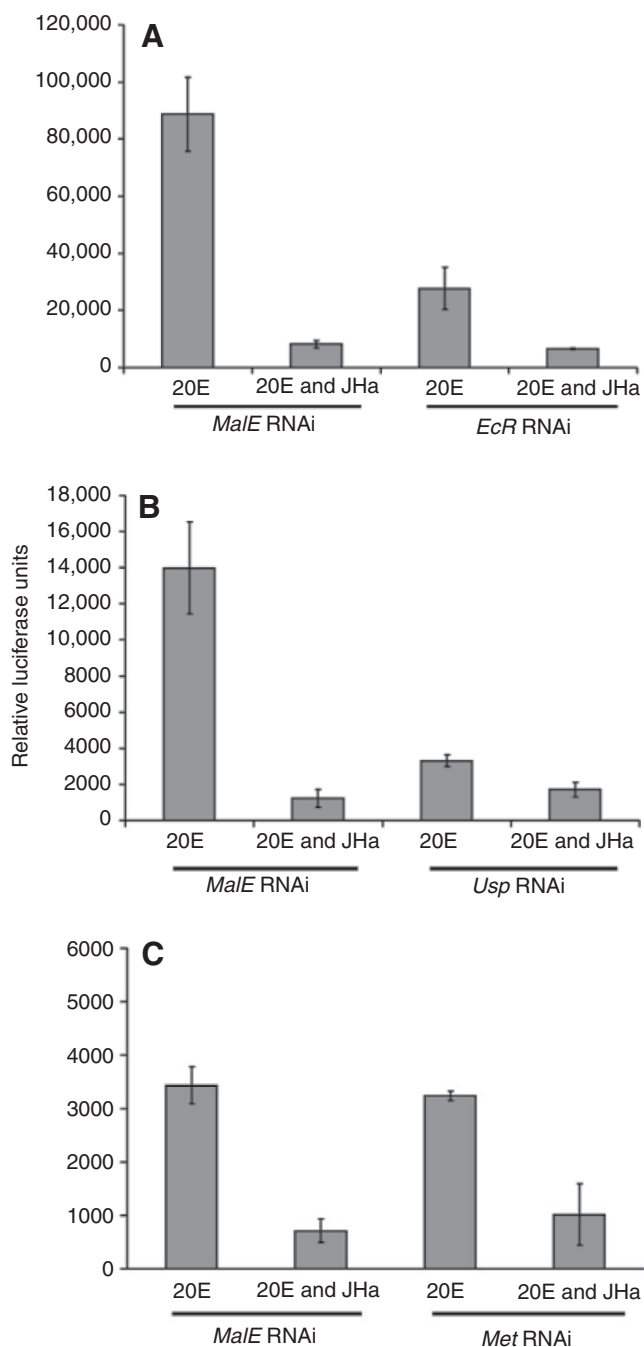 A
120,000
100,000
80,000
60,000
40,000
20,000
0
20E 20E and JHa 20E 20E and JHa
MalE RNAi EcR RNAi
Relative luciferase units
B
18,000
16,000
14,000
12,000
10,000
8000
6000
4000
2000
0
20E 20E and JHa 20E 20E and JHa
MalE RNAi Usp RNAi
C
6000
5000
4000
3000
2000
1000
0
20E 20E and JHa 20E 20E and JHa
MalE RNAi Met RNAi